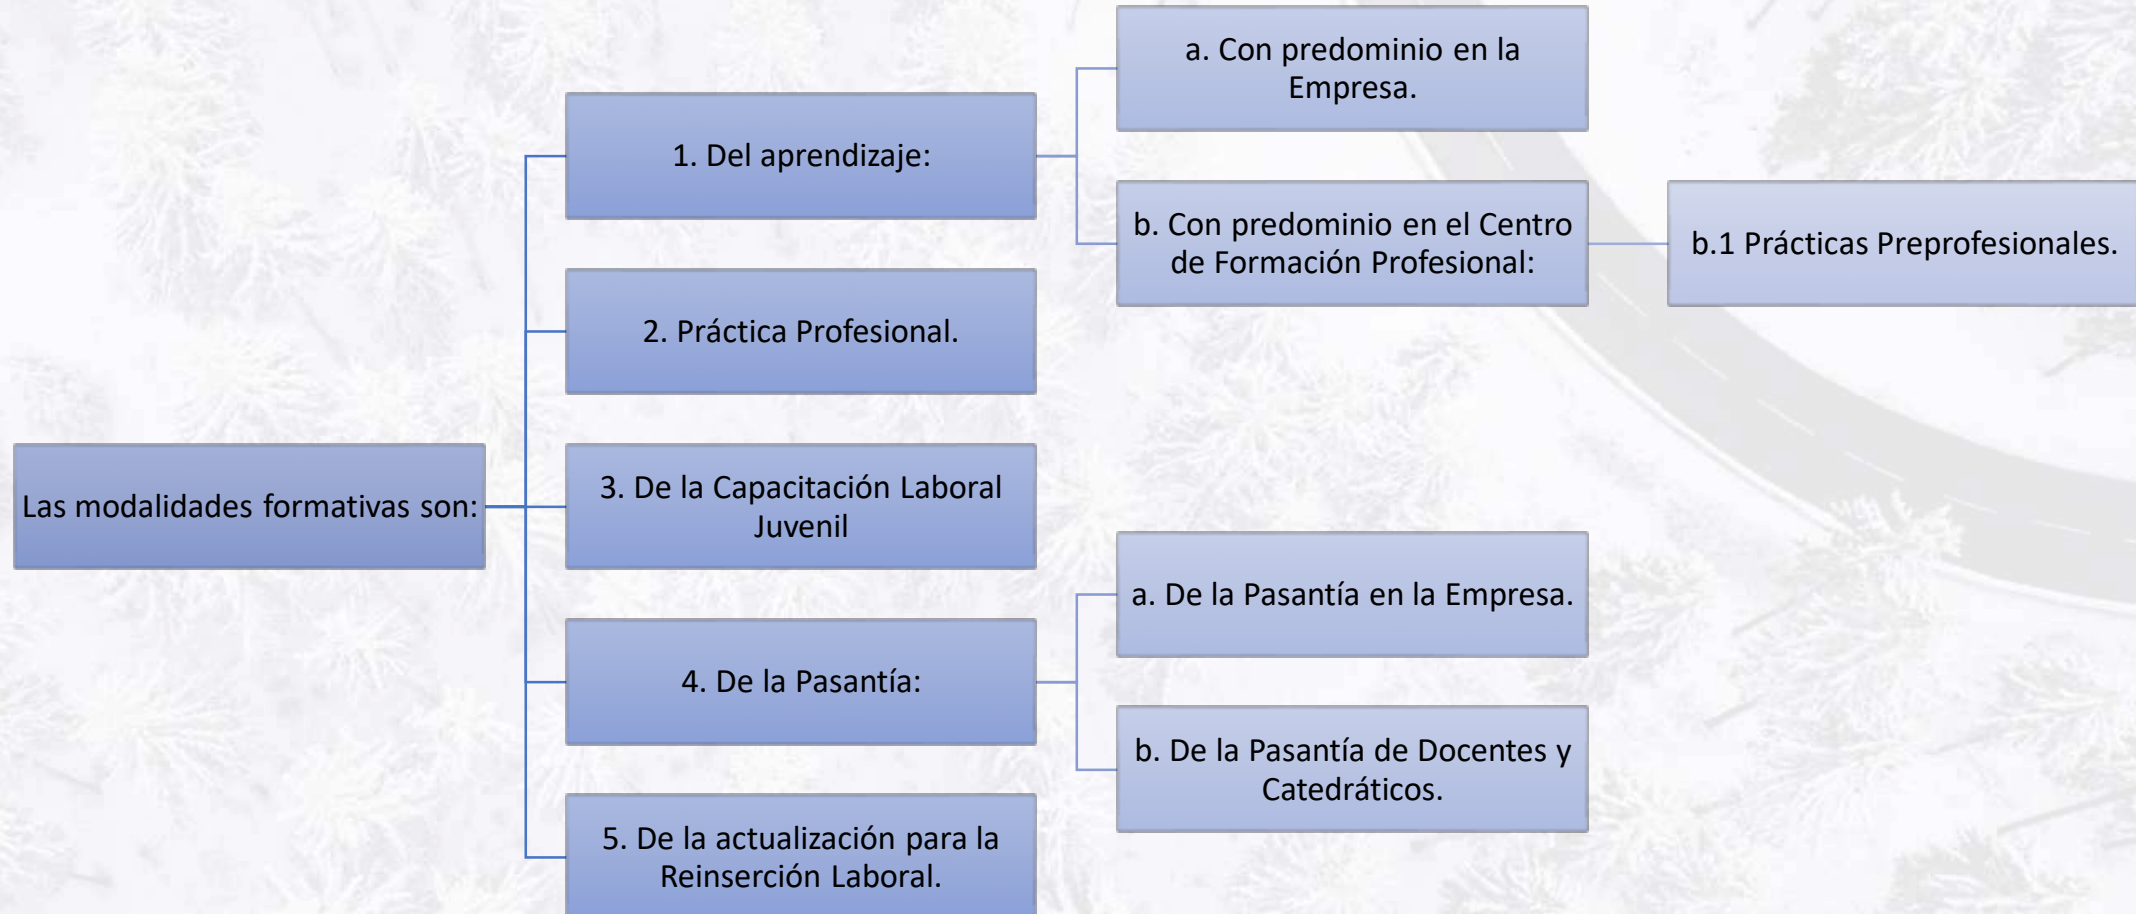 Las modalidades formativas son:
1. Del aprendizaje:
a. Con predominio en la
Empresa.
b. Con predominio en el Centro
de Formación Profesional:
b.1 Prácticas Preprofesionales.
2. Práctica Profesional.
3. De la Capacitación Laboral
Juvenil
4. De la Pasantía:
a. De la Pasantía en la Empresa.
b. De la Pasantía de Docentes y
Catedráticos.
5. De la actualización para la
Reinserción Laboral.